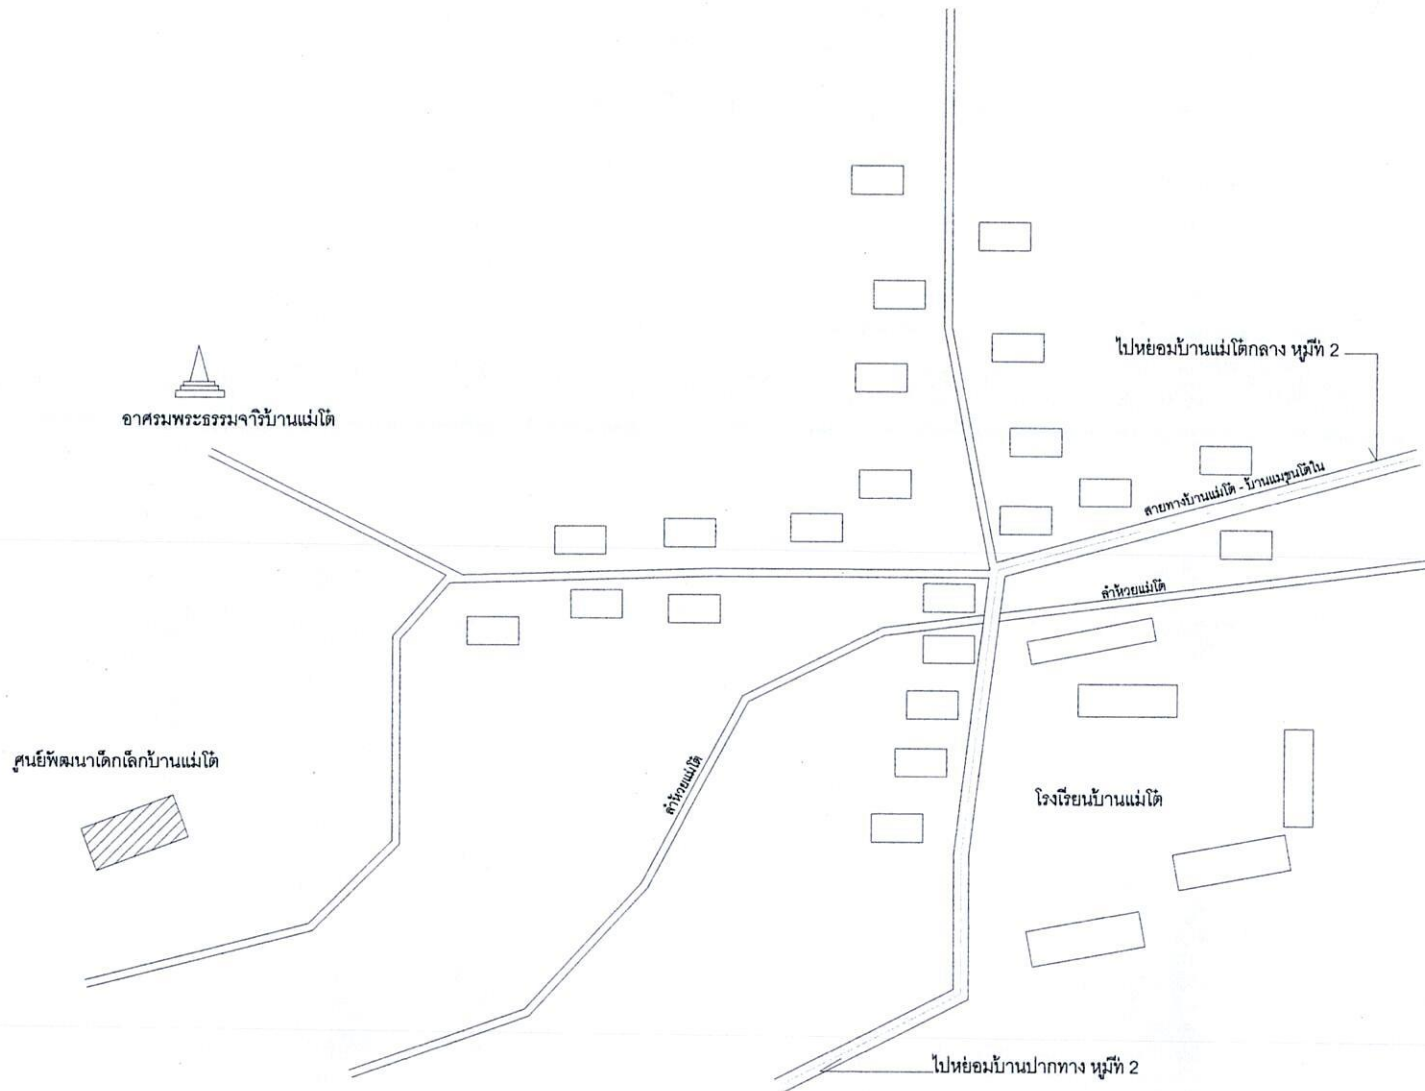 ไปหย่อมบ้านแม่โต๋กลาง หมู่ที่ 2
อาศรมพระธรรมจาริบ้านแม่โต๋
สายทางบ้านแม่โต๋ - บ้านแม่ขุนโต๋ใน
ลำห้วยแม่โต๋
ศูนย์พัฒนาเด็กเล็กบ้านแม่โต๋
ลำห้วยแม่โต๋
โรงเรียนบ้านแม่โต๋
ไปหย่อมบ้านปากทาง หมู่ที่ 2